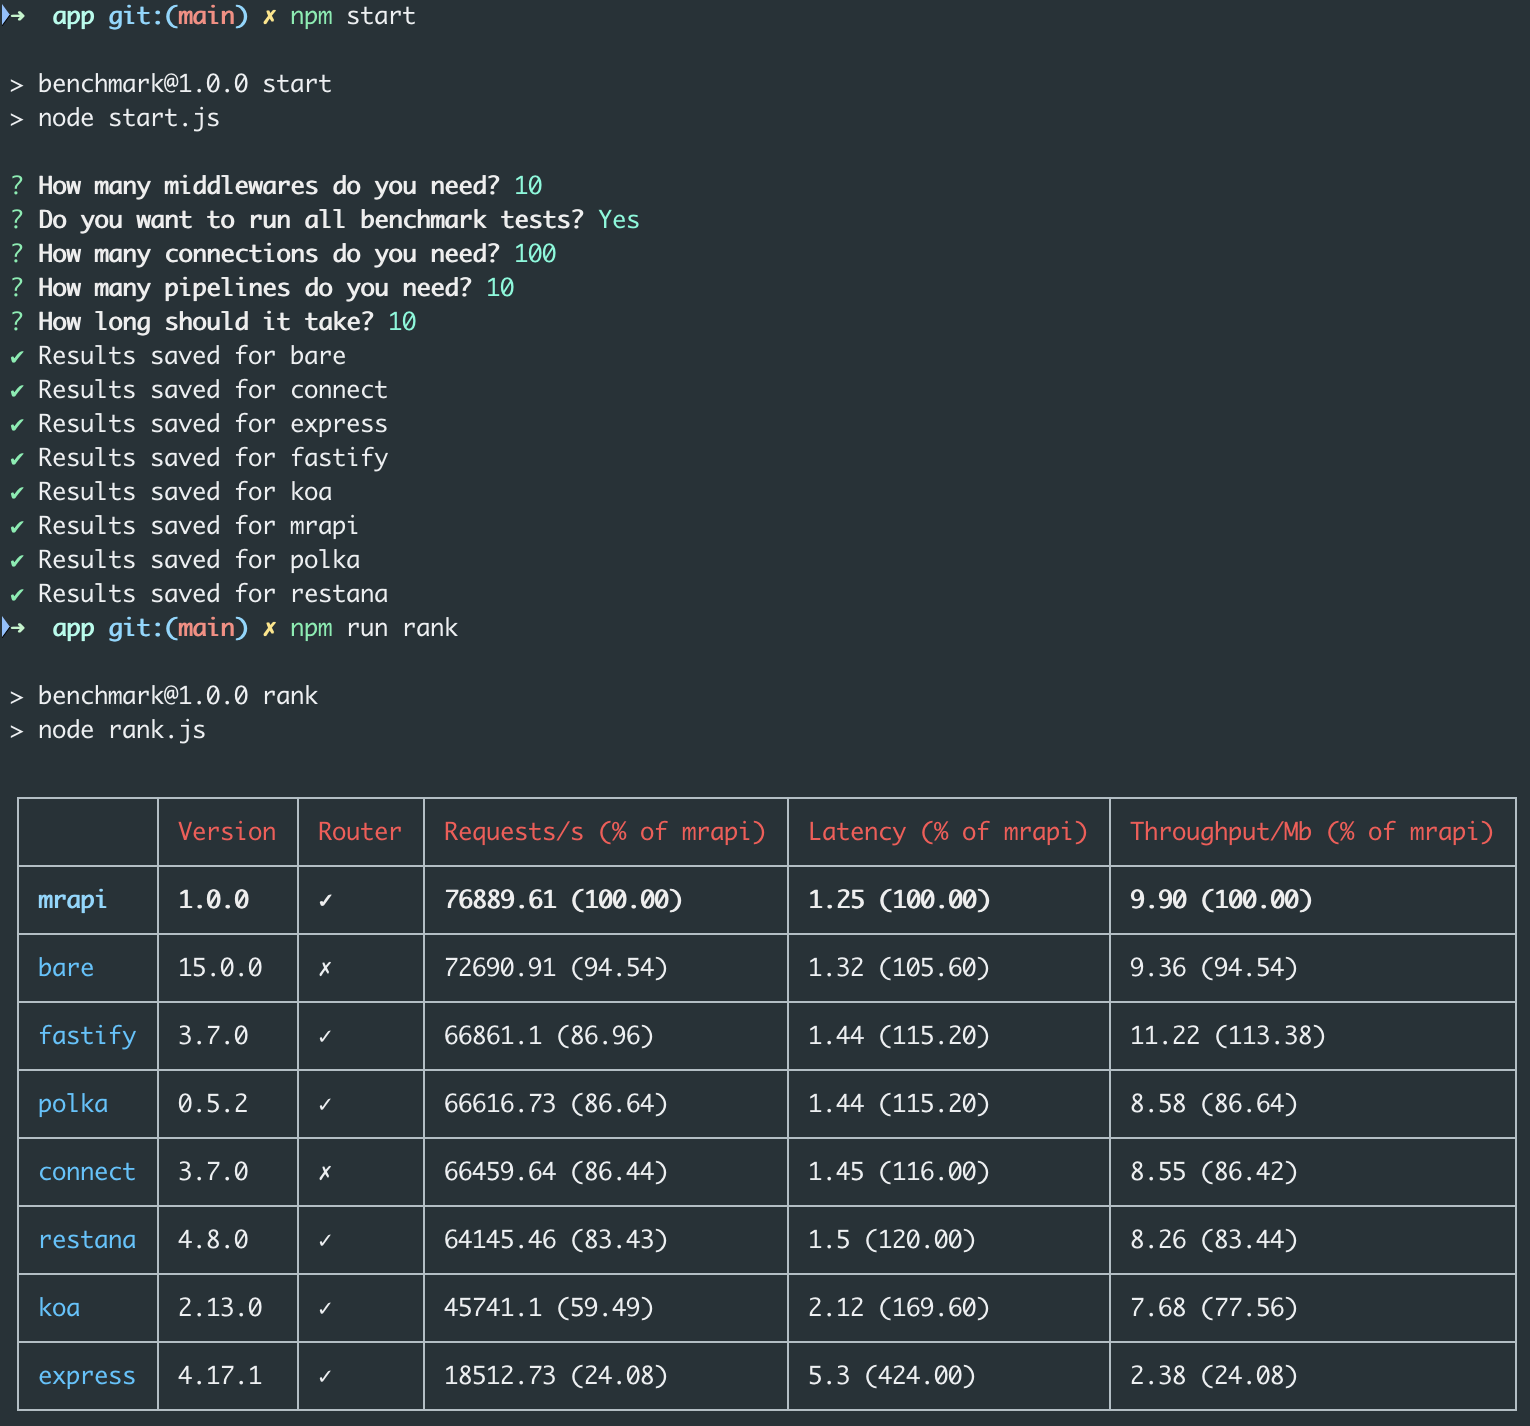 ➜  app git:(main) ✗ npm start
> benchmark@1.0.0 start
> node start.js
? How many middlewares do you need? 10
? Do you want to run all benchmark tests? Yes
? How many connections do you need? 100
? How many pipelines do you need? 10
? How long should it take? 10
✔ Results saved for bare
✔ Results saved for connect
✔ Results saved for express
✔ Results saved for fastify
✔ Results saved for koa
✔ Results saved for mrapi
✔ Results saved for polka
✔ Results saved for restana
➜  app git:(main) ✗ npm run rank
> benchmark@1.0.0 rank
> node rank.js
Version Router Requests/s (% of mrapi) Latency (% of mrapi) Throughput/Mb (% of mrapi)
mrapi 1.0.0 ✓ 76889.61 (100.00) 1.25 (100.00) 9.90 (100.00)
bare 15.0.0 ✗ 72690.91 (94.54) 1.32 (105.60) 9.36 (94.54)
fastify 3.7.0 ✓ 66861.1 (86.96) 1.44 (115.20) 11.22 (113.38)
polka 0.5.2 ✓ 66616.73 (86.64) 1.44 (115.20) 8.58 (86.64)
connect 3.7.0 ✗ 66459.64 (86.44) 1.45 (116.00) 8.55 (86.42)
restana 4.8.0 ✓ 64145.46 (83.43) 1.5 (120.00) 8.26 (83.44)
koa 2.13.0 ✓ 45741.1 (59.49) 2.12 (169.60) 7.68 (77.56)
express 4.17.1 ✓ 18512.73 (24.08) 5.3 (424.00) 2.38 (24.08)